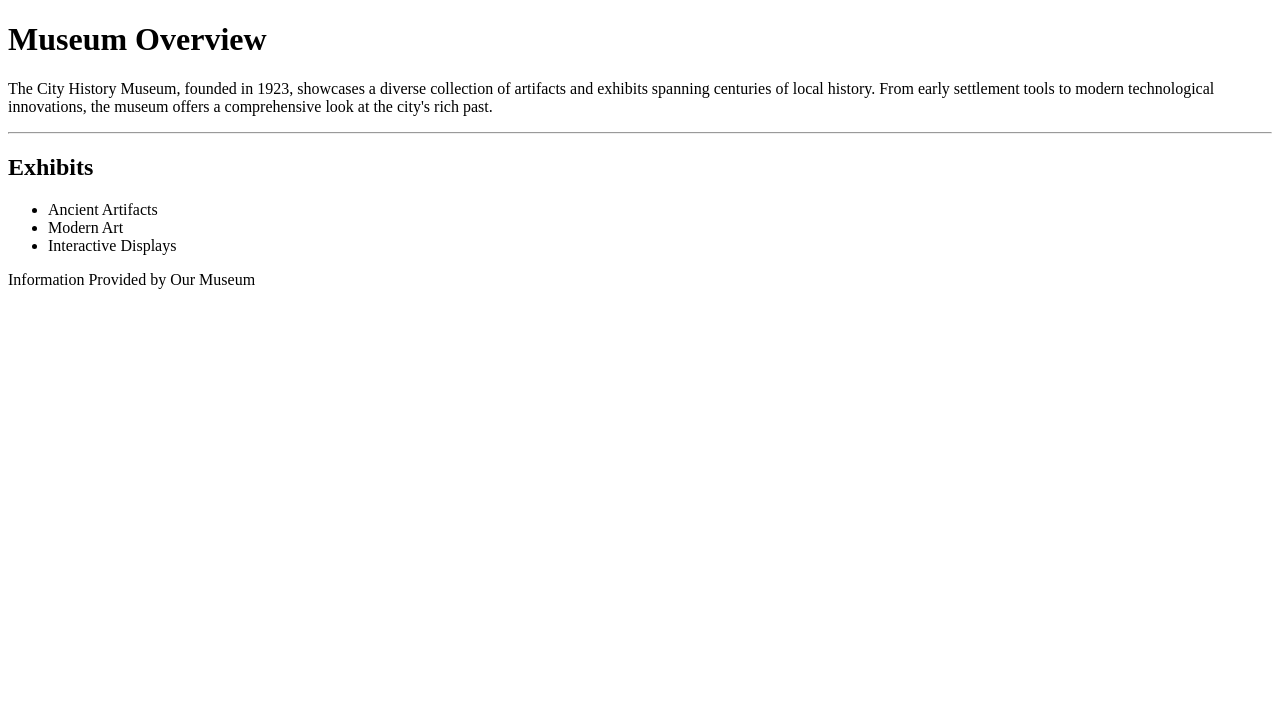 Museum Overview
The City History Museum, founded in 1923, showcases a diverse collection of artifacts and exhibits spanning centuries of local history. From early settlement tools to modern technological
innovations, the museum offers a comprehensive look at the city's rich past.
Exhibits
Ancient Artifacts
Modern Art
Interactive Displays
Information Provided by Our Museum